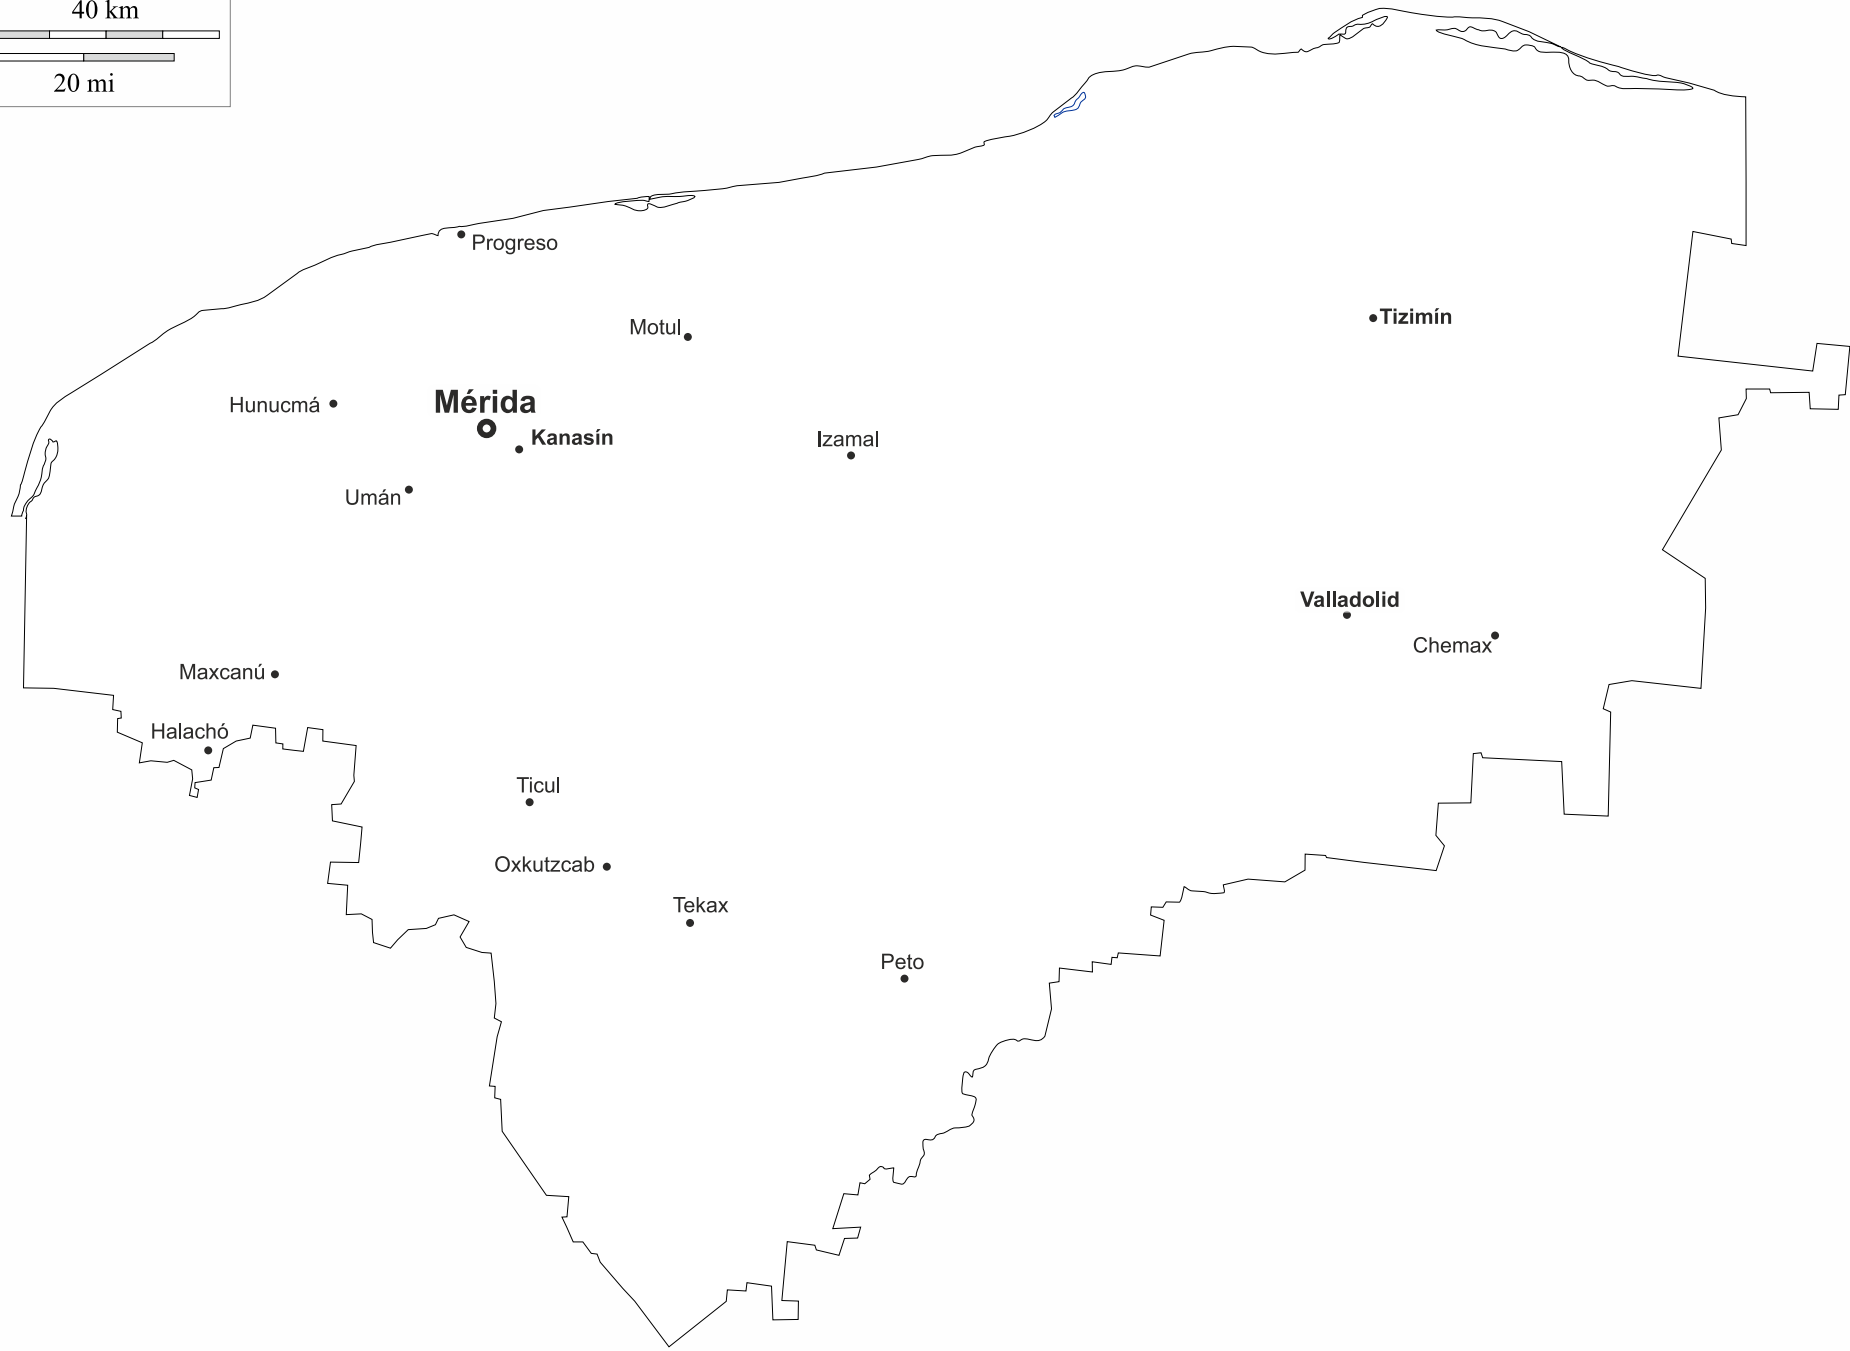 40 km
20 mi
Progreso
Motul
Tizimín
Hunucmá
Mérida
Kanasín
Izamal
Umán
Valladolid
Chemax
Maxcanú
Halachó
Ticul
Oxkutzcab
Tekax
Peto